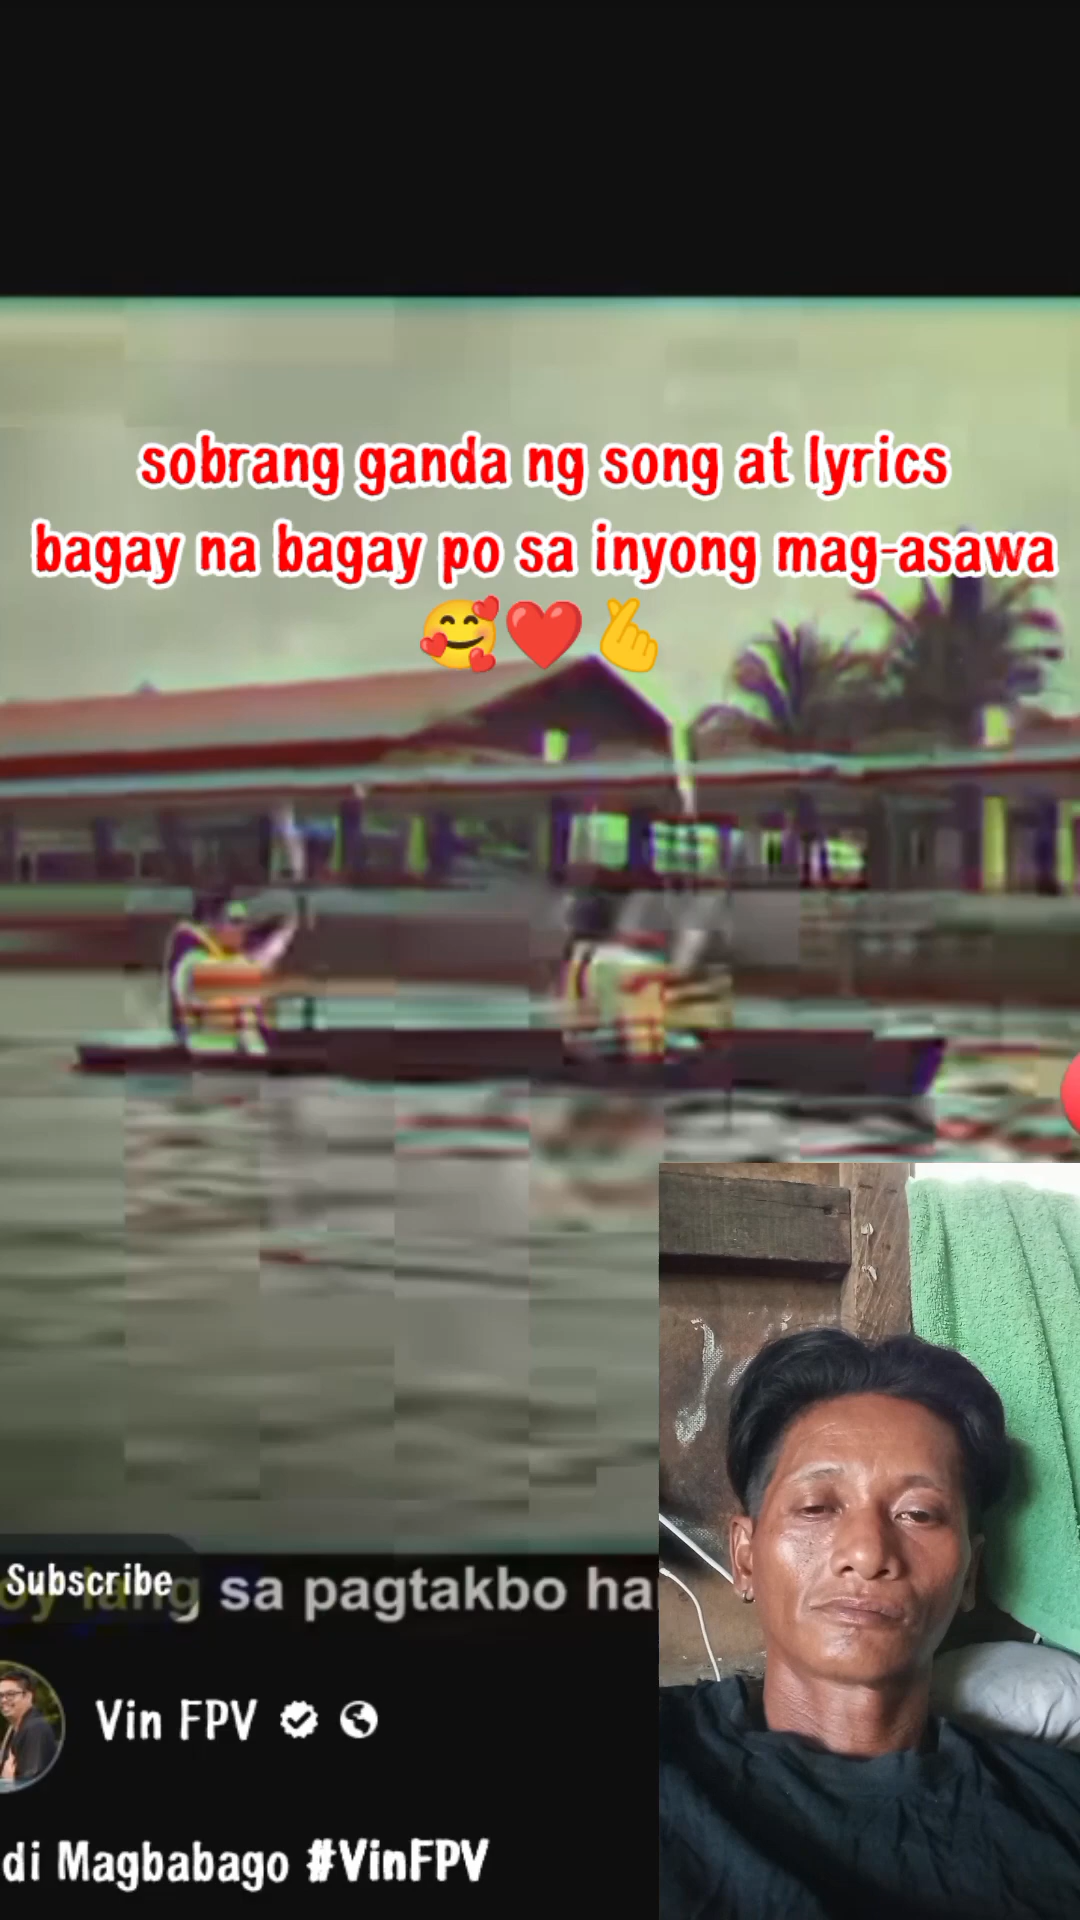 sobrang ganda ng song at lyrics
bagay na bagay po sa inyong mag-asawa
🥰❤️🫰
Subscribe
sa pagtakbo
Vin FPV
di Magbabago #VinFPV